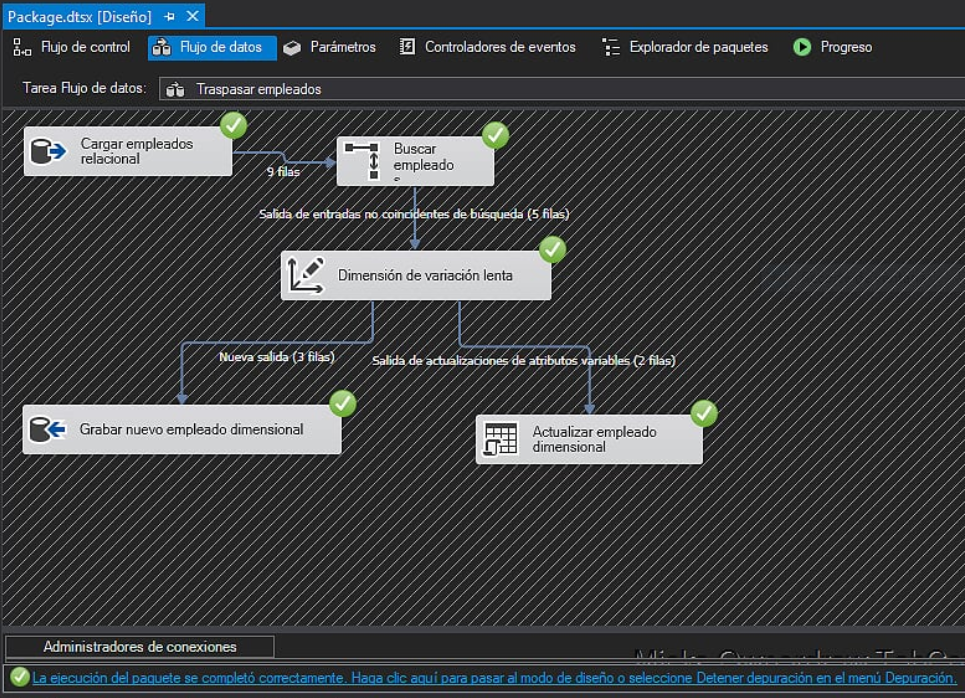 Package.dtsx [Diseño]
Flujo de control
Flujo de datos
Parámetros
Controladores de eventos
Explorador de paquetes
Progreso
Tarea Flujo de datos:
Traspasar empleados
Cargar empleados
relacional
9 filas
Buscar
empleado
Salida de entradas no coincidentes de búsqueda (5 filas)
Dimensión de variación lenta
Nueva salida (3 filas)
Salida de actualizaciones de atributos variables (2 filas)
Grabar nuevo empleado dimensional
Actualizar empleado
dimensional
Administradores de conexiones
La ejecución del paquete se completó correctamente. Haga clic aquí para pasar al modo de diseño o seleccione Detener depuración en el menú Depuración.